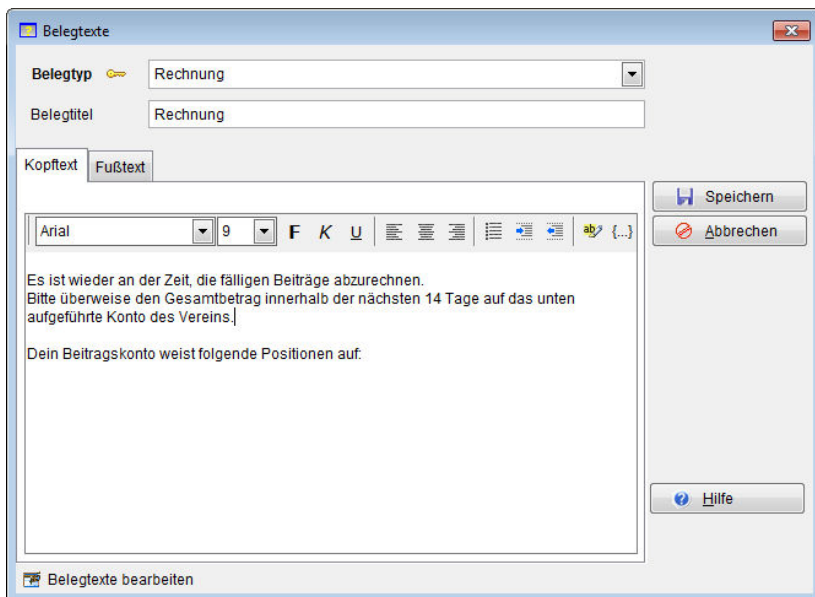 Belegtexte
Belegtyp Rechnung
Belegtitel Rechnung
Kopftext Fußtext
Speichern
Arial 9 F K U ab {...}
Abbrechen
Es ist wieder an der Zeit, die fälligen Beiträge abzurechnen.
Bitte überweise den Gesamtbetrag innerhalb der nächsten 14 Tage auf das unten
aufgeführte Konto des Vereins.
Dein Beitragskonto weist folgende Positionen auf:
Hilfe
Belegtexte bearbeiten